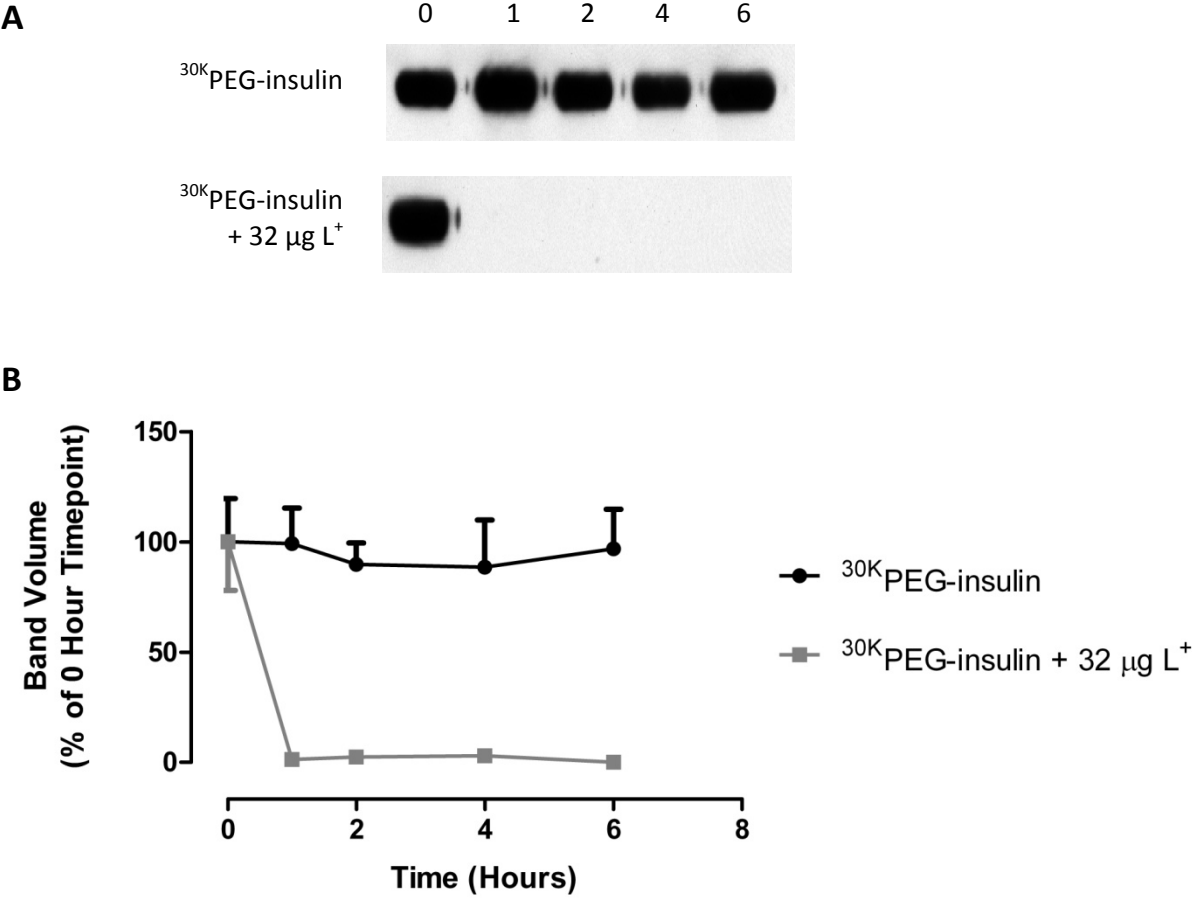 A
0 1 2 4 6
30KPEG-insulin
30KPEG-insulin
+ 32 µg L+
B
Band Volume
(% of 0 Hour Timepoint)
150
100
50
0
0 2 4 6 8
Time (Hours)
30KPEG-insulin
30KPEG-insulin + 32 µg L+